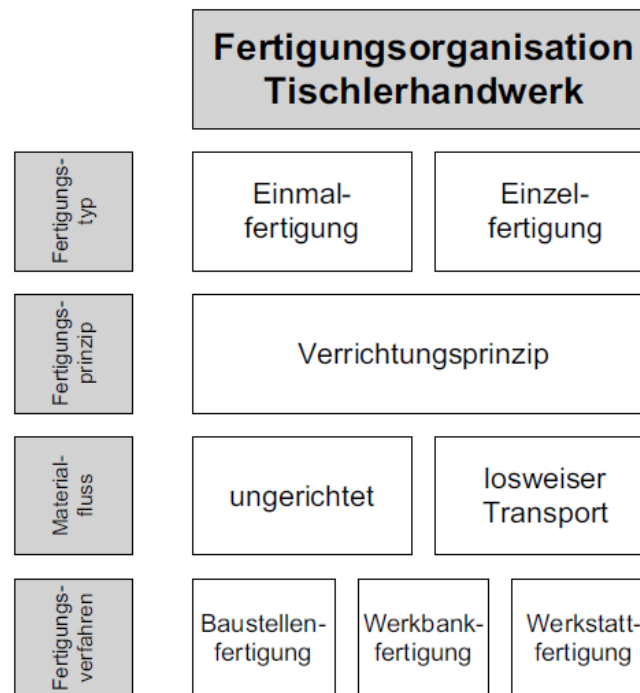 Fertigungsorganisation
Tischlerhandwerk
Fertigungs-
typ
Einmal-
fertigung
Einzel-
fertigung
Fertigungs-
prinzip
Verrichtungsprinzip
Material-
fluss
ungerichtet
losweiser
Transport
Fertigungs-
verfahren
Baustellen-
fertigung
Werkbank-
fertigung
Werkstatt-
fertigung